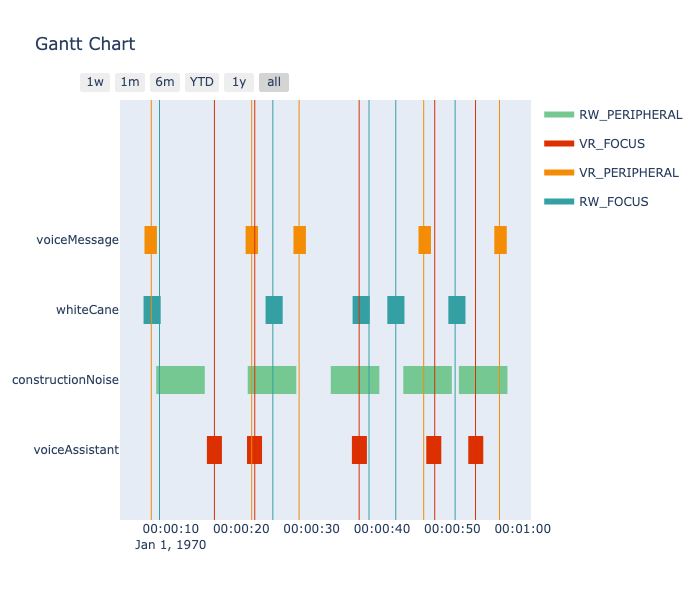 Gantt Chart
1w 1m 6m YTD 1y all
RW_PERIPHERAL
VR_FOCUS
VR_PERIPHERAL
RW_FOCUS
voiceMessage
whiteCane
constructionNoise
voiceAssistant
00:00:10 00:00:20 00:00:30 00:00:40 00:00:50 00:01:00
Jan 1, 1970